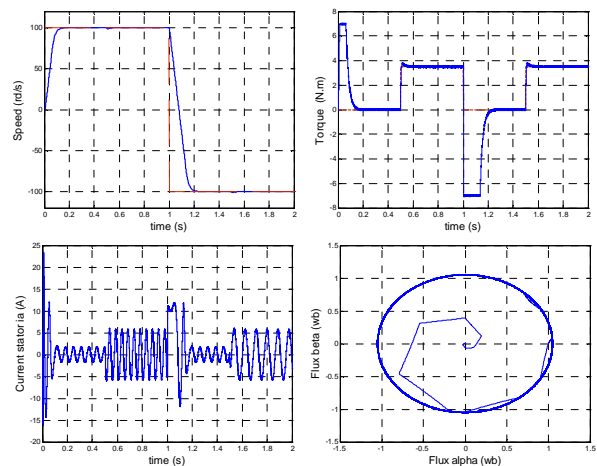 100
50
0
-50
-100
0 0.2 0.4 0.6 0.8 1 1.2 1.4 1.6 1.8 2
time (s)
Speed (rd/s)
8
6
4
2
0
-2
-4
-6
-8
0 0.2 0.4 0.6 0.8 1 1.2 1.4 1.6 1.8 2
time (s)
Torque (N.m)
25
20
15
10
5
0
-5
-10
-15
-20
0 0.2 0.4 0.6 0.8 1.0 1.2 1.4 1.6 1.8 2
time (s)
Current stator ia (A)
1.5
1
0.5
0
-0.5
-1
-1.5
-1.5 -1 -0.5 0 0.5 1 1.5
Flux alpha (wb)
Flux beta (wb)